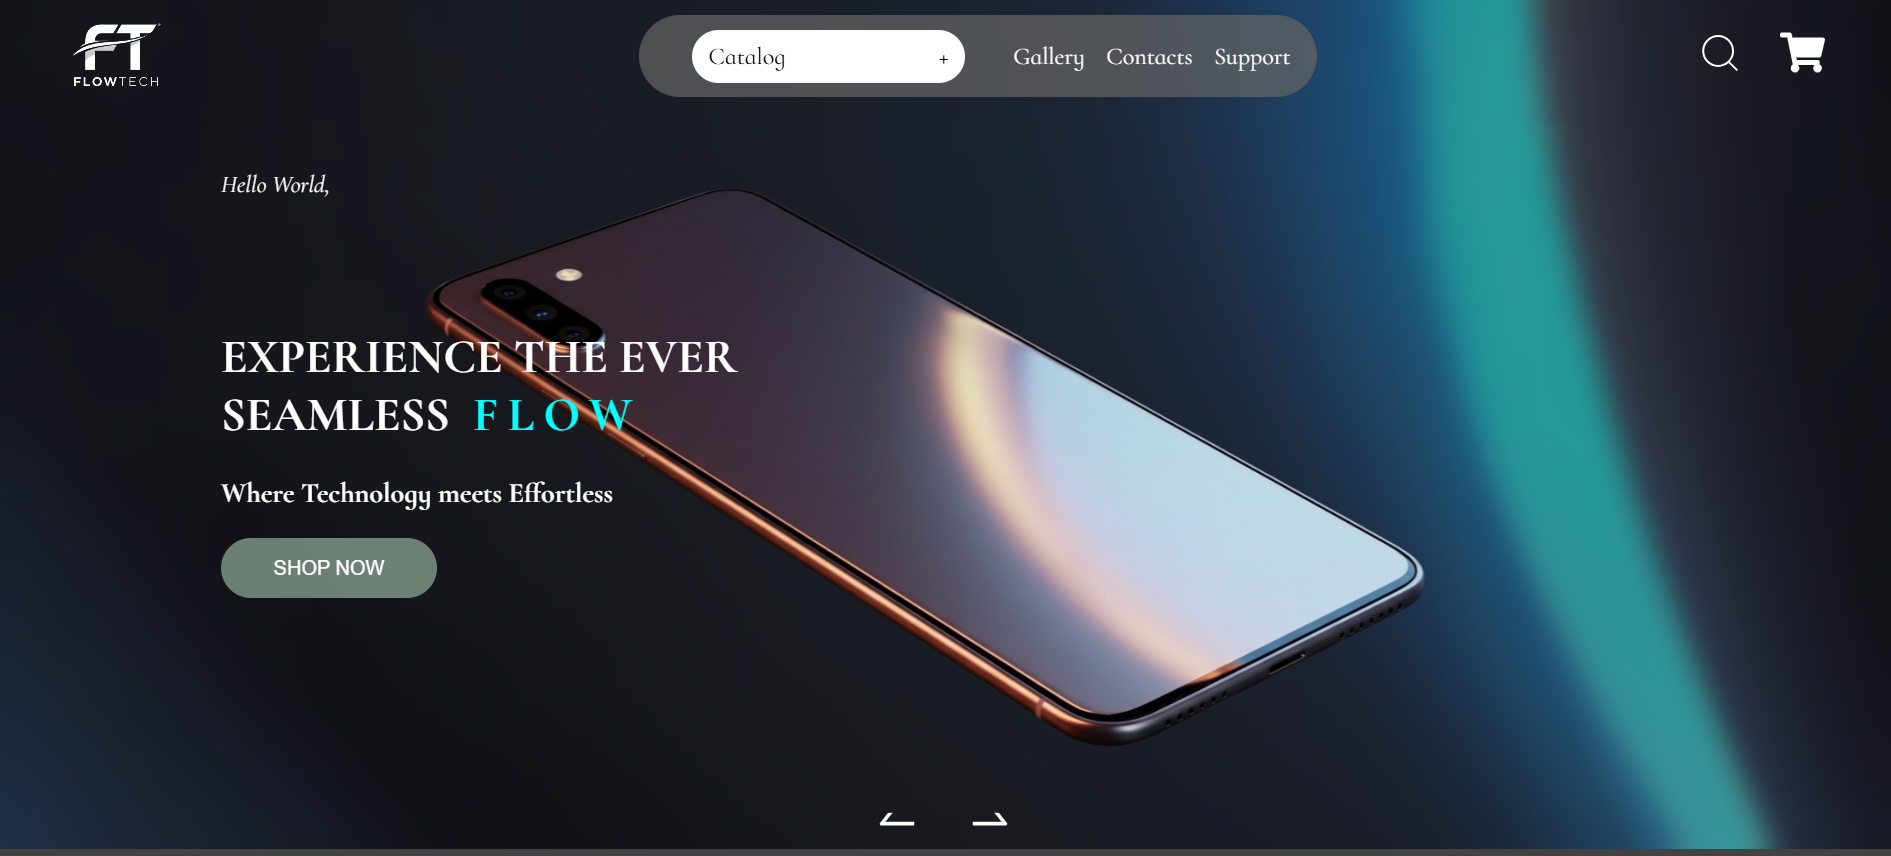 FT
FLOWTECH
Catalog +
Gallery Contacts Support
Hello World,
EXPERIENCE THE EVER
SEAMLESS FLOW
Where Technology meets Effortless
SHOP NOW